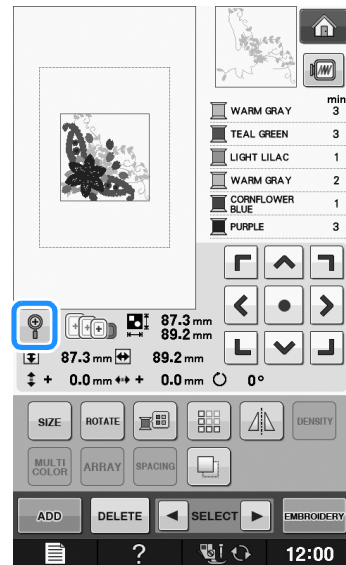 min
WARM GRAY 3
TEAL GREEN 3
LIGHT LILAC 1
WARM GRAY 2
CORNFLOWER
BLUE 1
PURPLE 3
87.3 mm
89.2 mm
87.3 mm 89.2 mm
+ 0.0 mm + 0.0 mm 0°
SIZE ROTATE DENSITY
MULTI
COLOR ARRAY SPACING
ADD DELETE SELECT EMBROIDERY
? 12:00